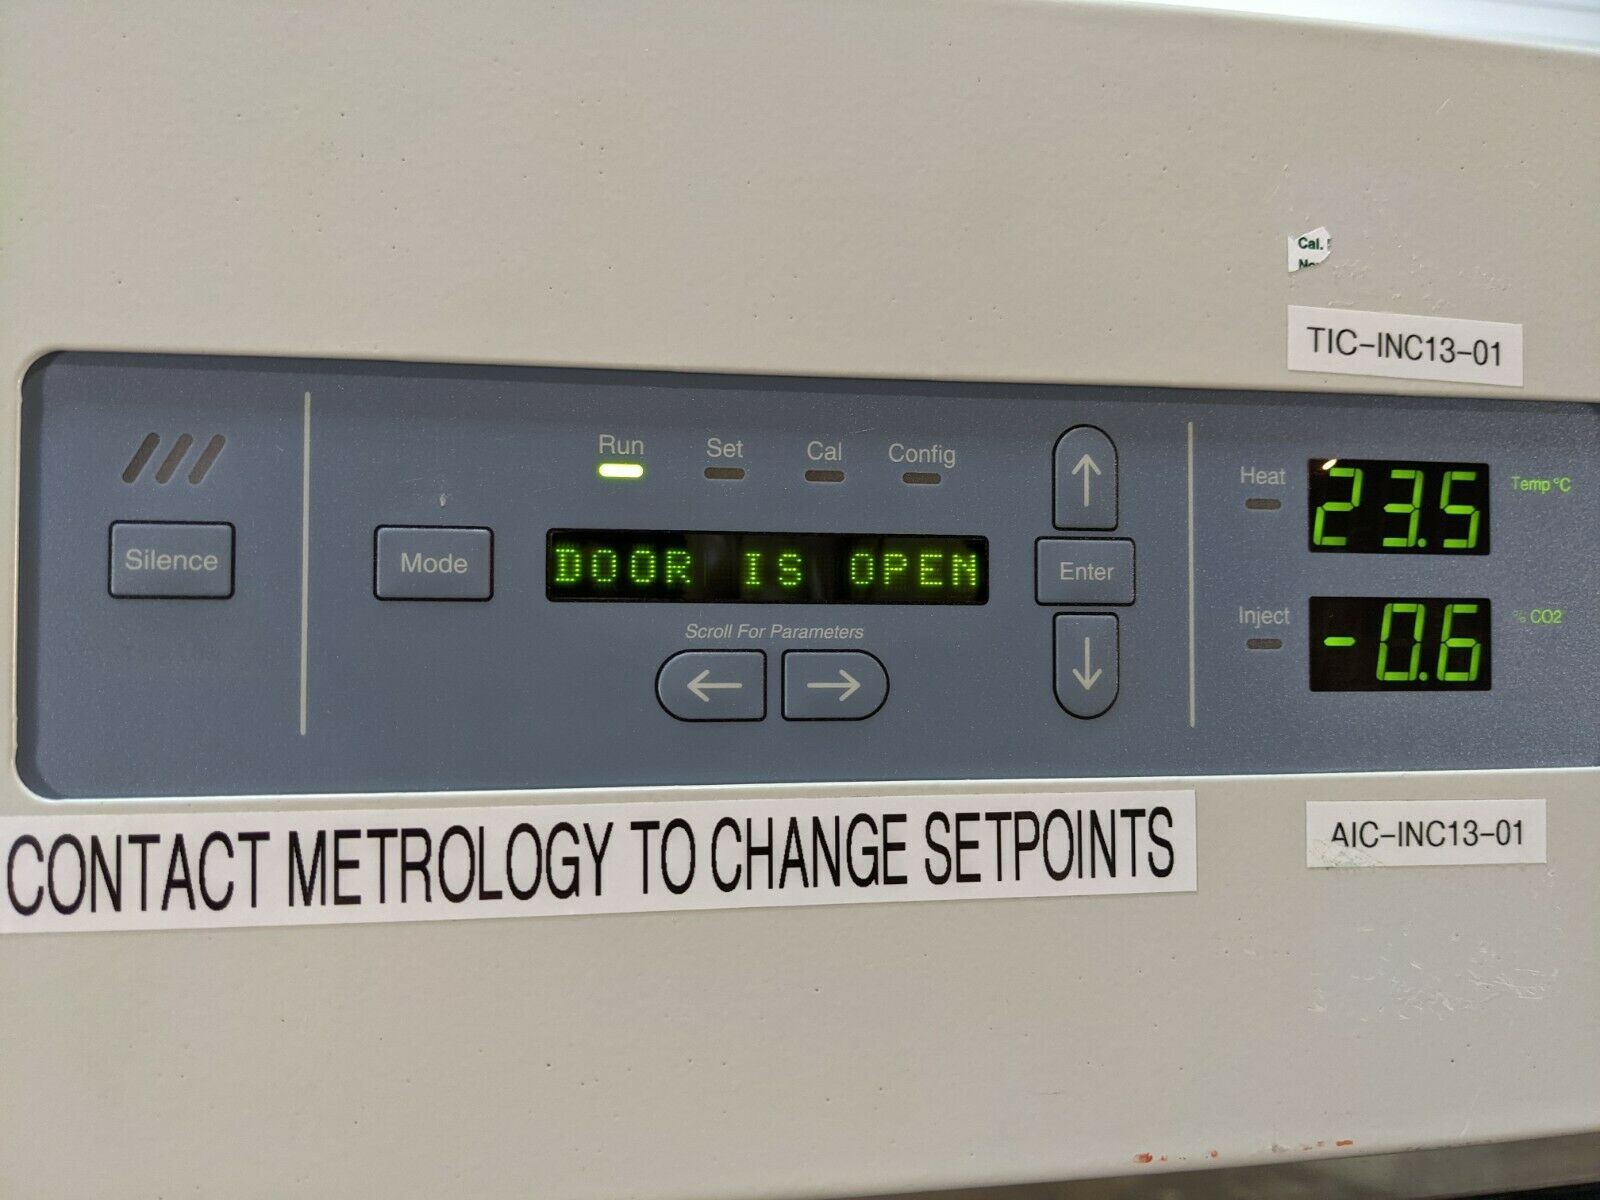 Cal.
TIC-INC13-01
Run Set Cal Config
Heat 23.5 Temp °C
Silence Mode DOOR IS OPEN Enter
Inject -0.6 % CO2
Scroll For Parameters
CONTACT METROLOGY TO CHANGE SETPOINTS
AIC-INC13-01